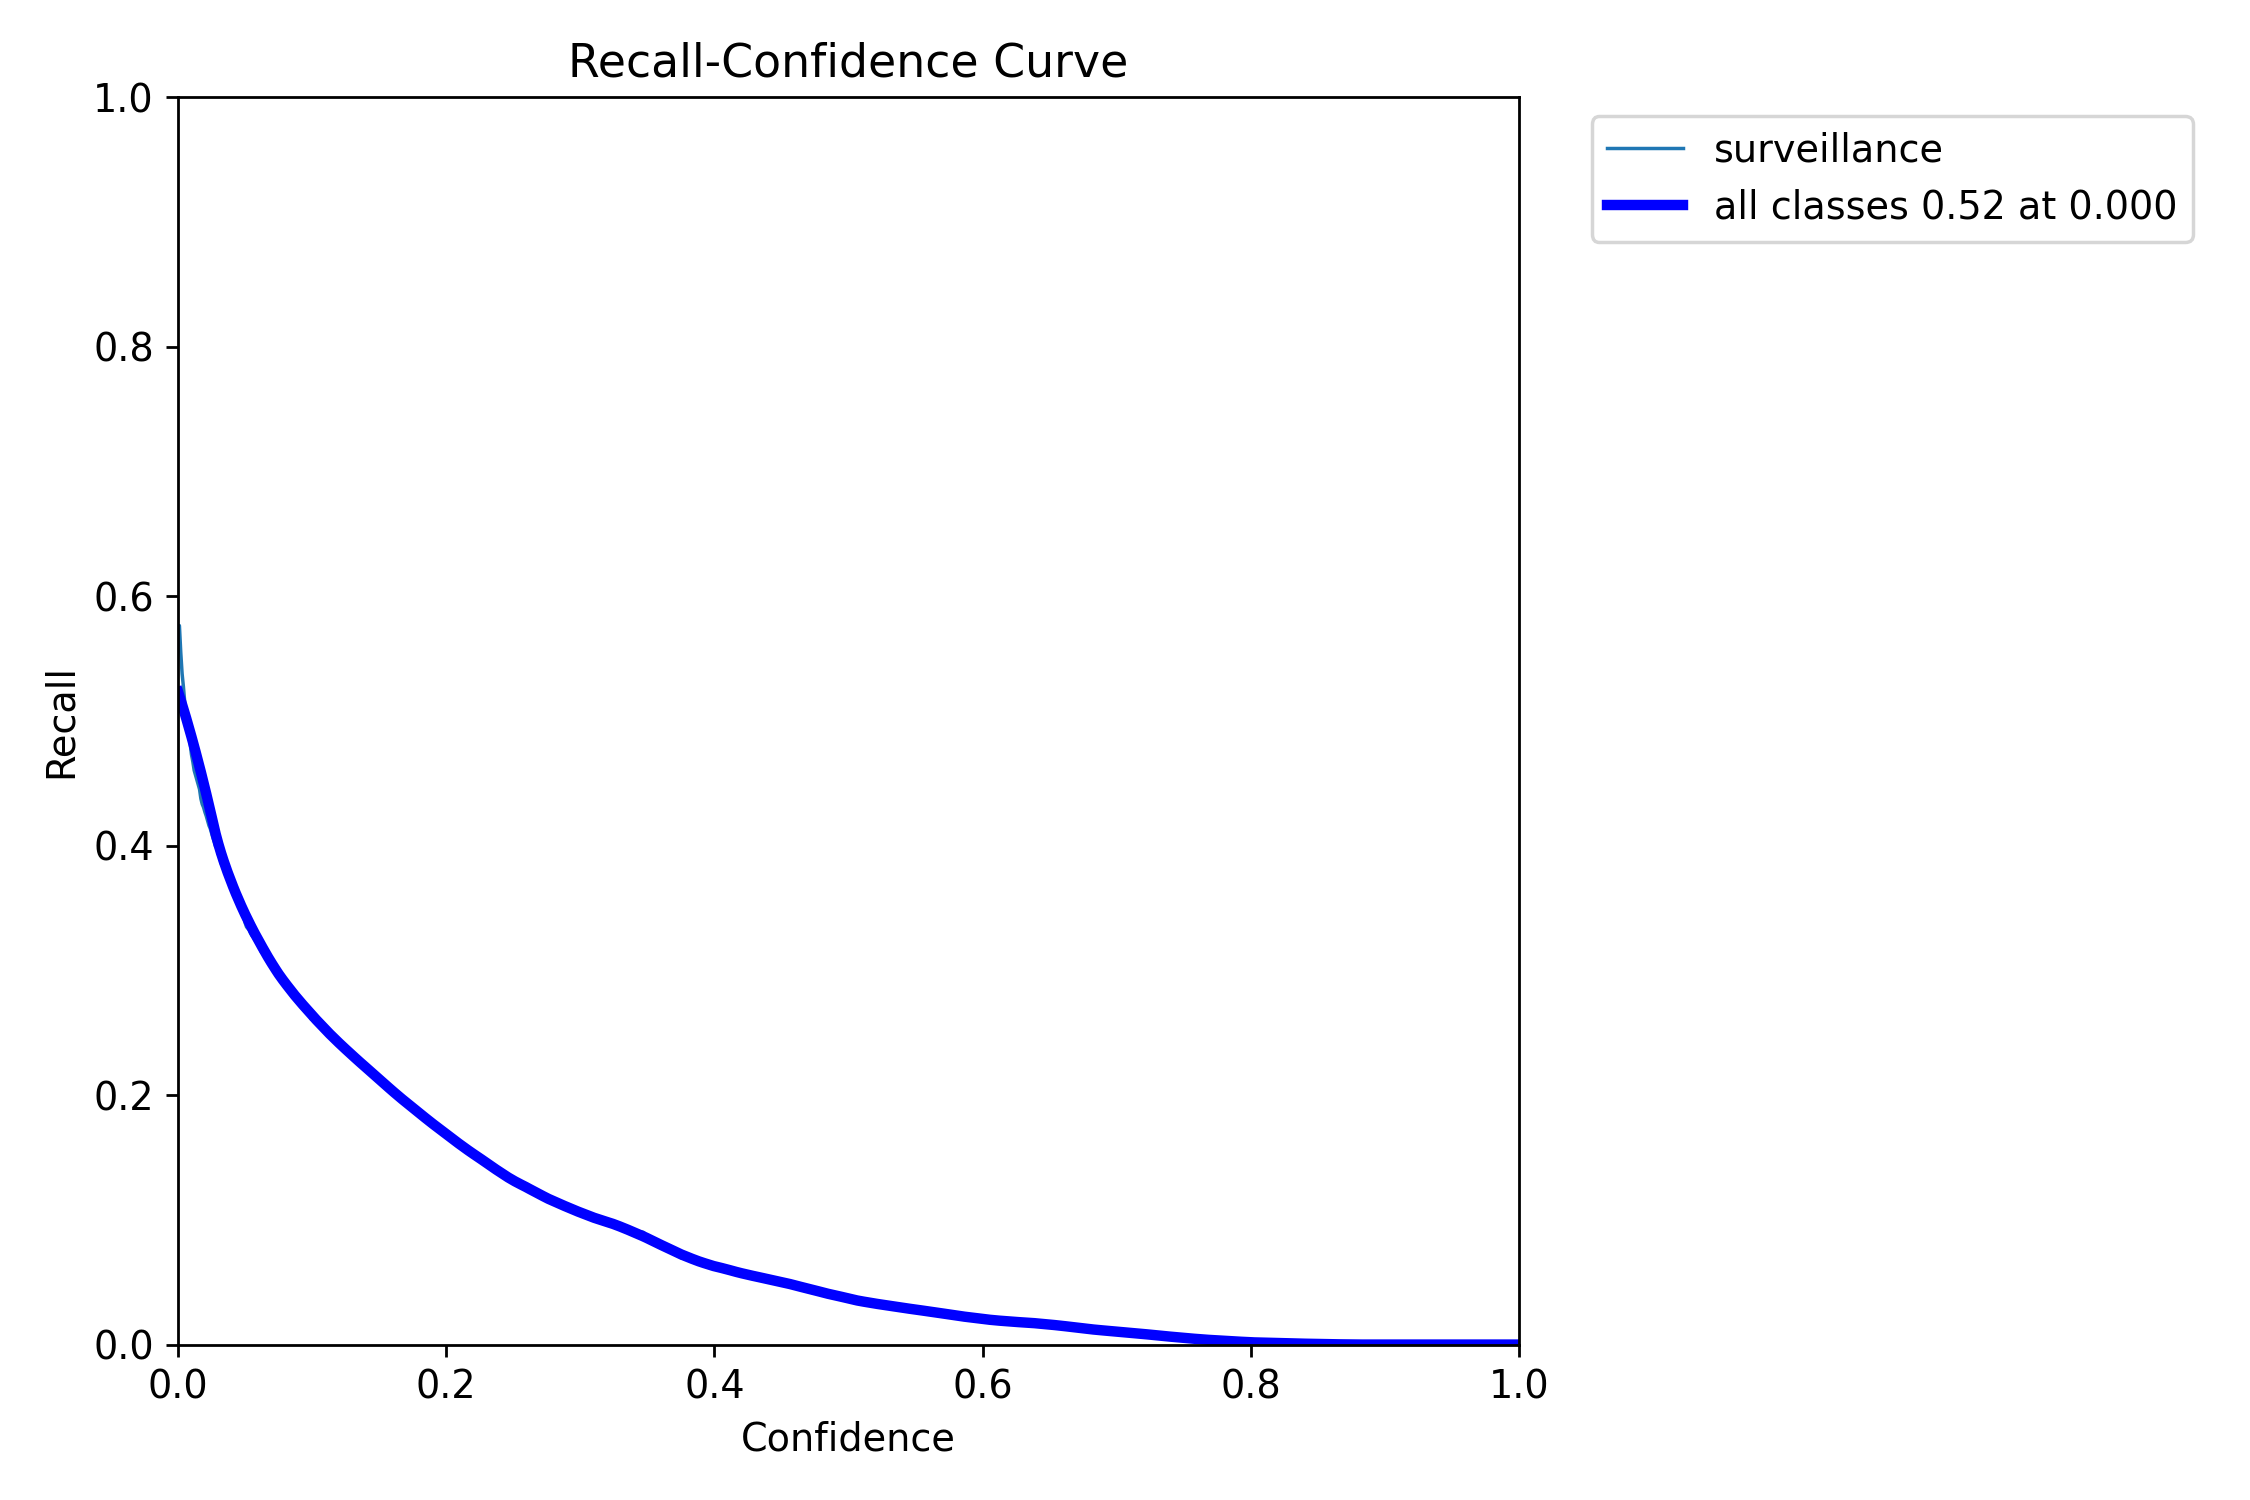 Recall-Confidence Curve
1.0
0.8
0.6
0.4
0.2
0.0
Recall
0.0 0.2 0.4 0.6 0.8 1.0
Confidence
surveillance
all classes 0.52 at 0.000